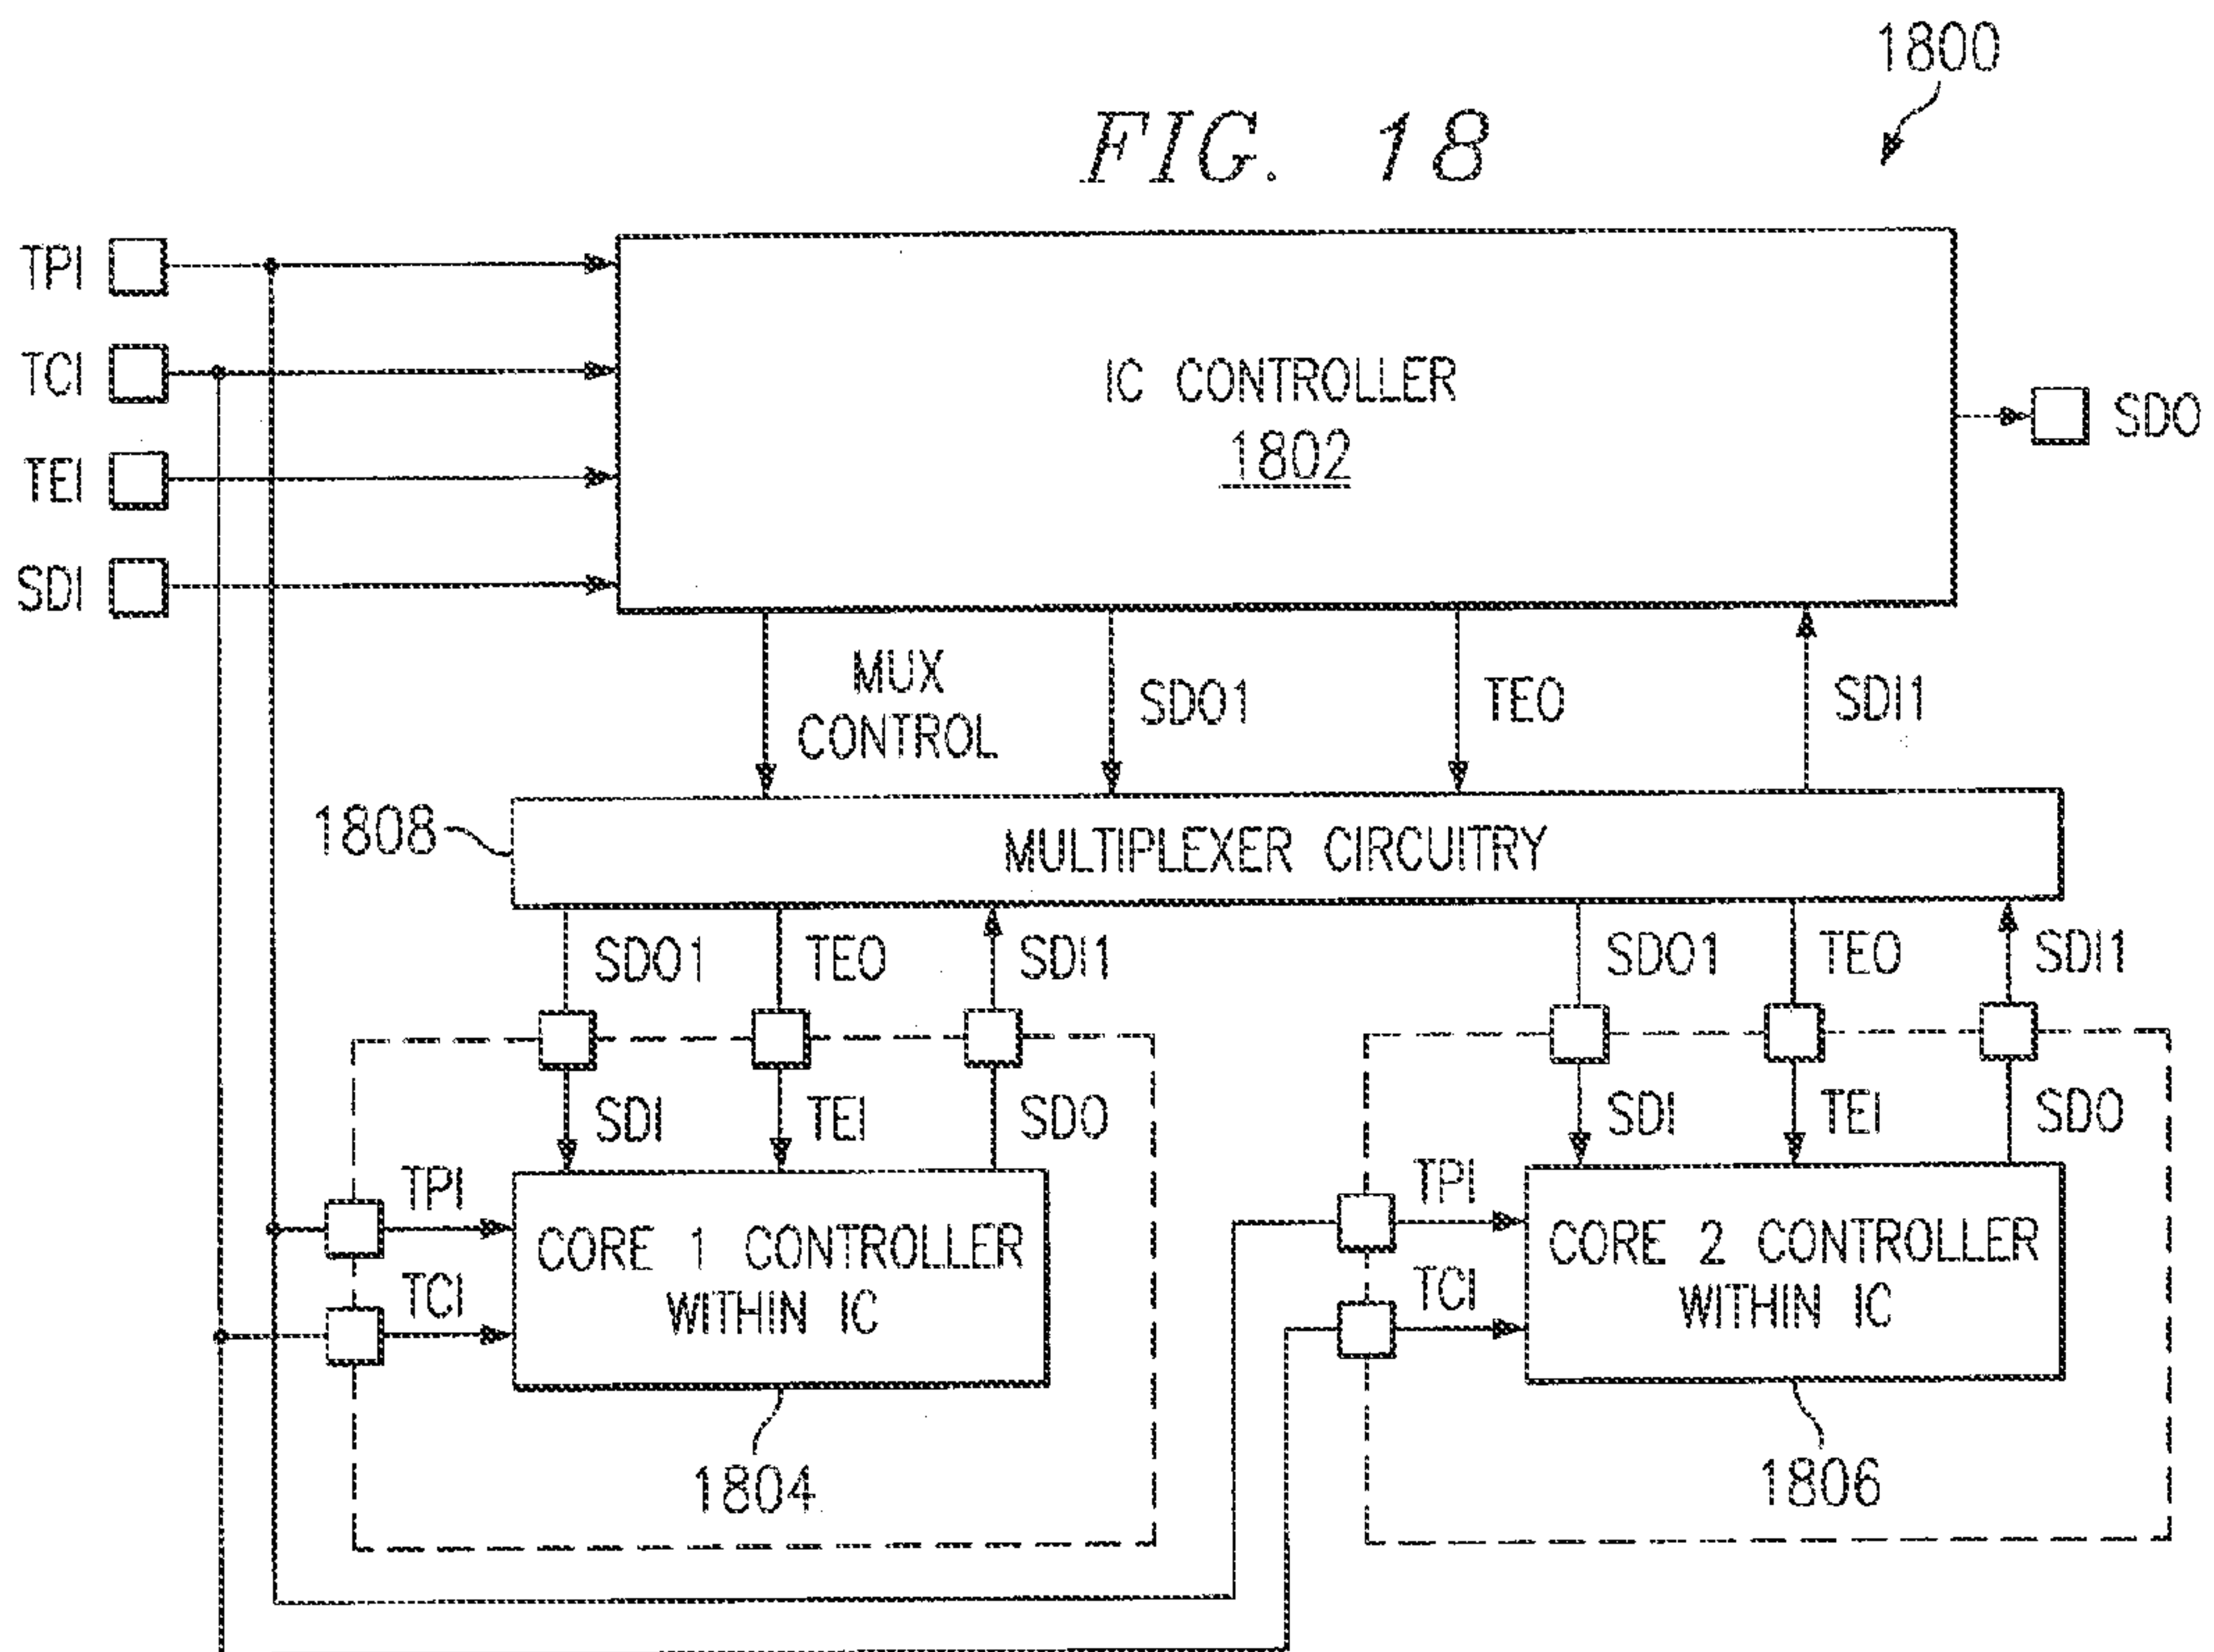 1800
FIG. 18
TPI
TCI
TEI
SDI
IC CONTROLLER
1802
SDO
MUX
CONTROL
SDO1
TEO
SDI1
1808
MULTIPLEXER CIRCUITRY
SDO1
TEO
SDI1
SDO1
TEO
SDI1
SDI
TEI
SDO
SDI
TEI
SDO
TPI
TCI
CORE 1 CONTROLLER
WITHIN IC
TPI
TCI
CORE 2 CONTROLLER
WITHIN IC
1804
1806